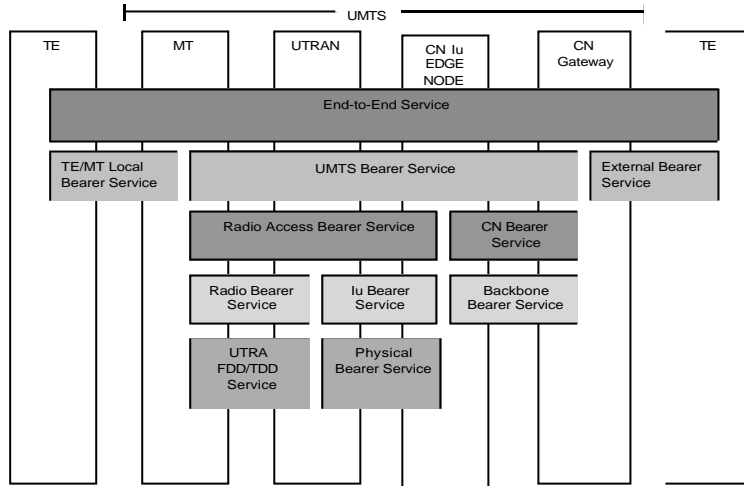 UMTS
TE
MT
UTRAN
CN Iu
EDGE
NODE
CN
Gateway
TE
End-to-End Service
TE/MT Local
Bearer Service
UMTS Bearer Service
External Bearer
Service
Radio Access Bearer Service
CN Bearer
Service
Radio Bearer
Service
Iu Bearer
Service
Backbone
Bearer Service
UTRA
FDD/TDD
Service
Physical
Bearer Service